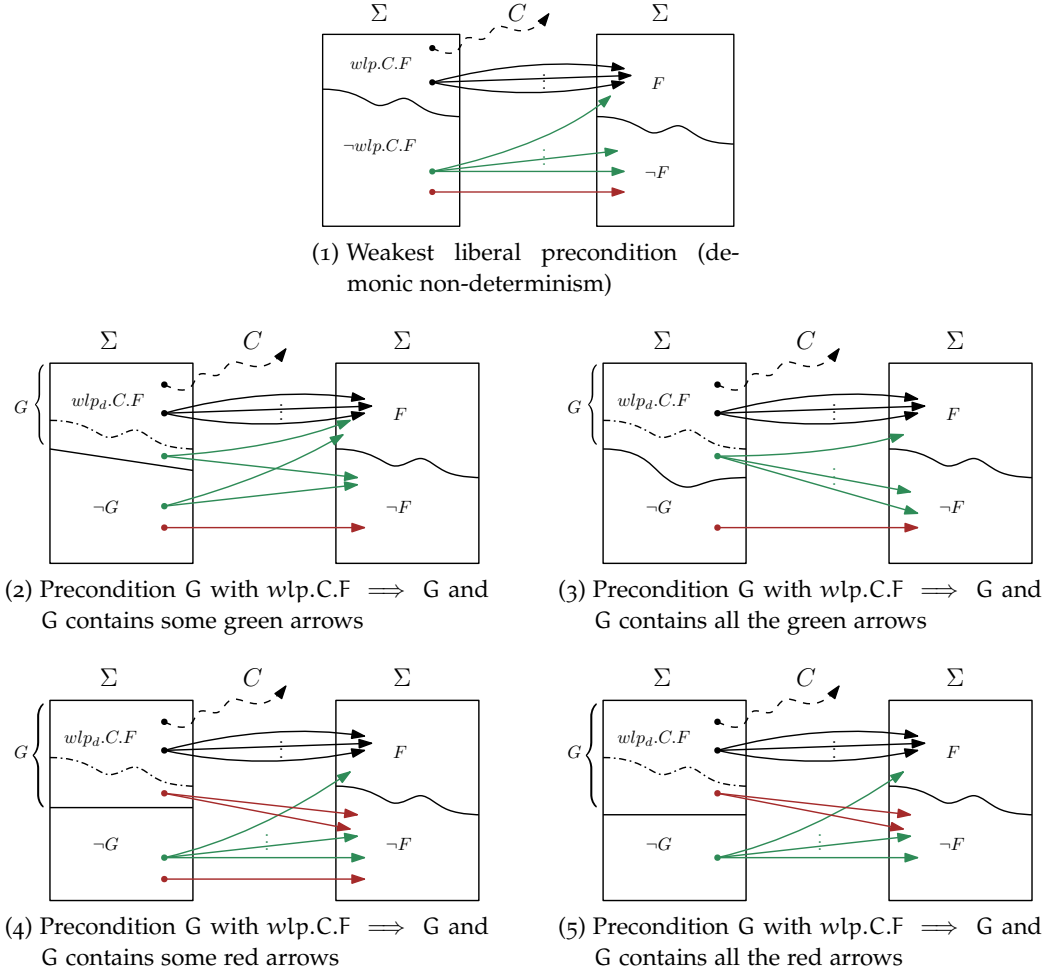 Σ C Σ
wlp.C.F
F
¬wlp.C.F
¬F
(1) Weakest liberal precondition (de-
monic non-determinism)
Σ C Σ
G wlp_d.C.F
F
¬G
¬F
(2) Precondition G with wlp.C.F ⟹ G and
G contains some green arrows
Σ C Σ
G wlp_d.C.F
F
¬G
¬F
(3) Precondition G with wlp.C.F ⟹ G and
G contains all the green arrows
Σ C Σ
G wlp_d.C.F
F
¬G
¬F
(4) Precondition G with wlp.C.F ⟹ G and
G contains some red arrows
Σ C Σ
G wlp_d.C.F
F
¬G
¬F
(5) Precondition G with wlp.C.F ⟹ G and
G contains all the red arrows